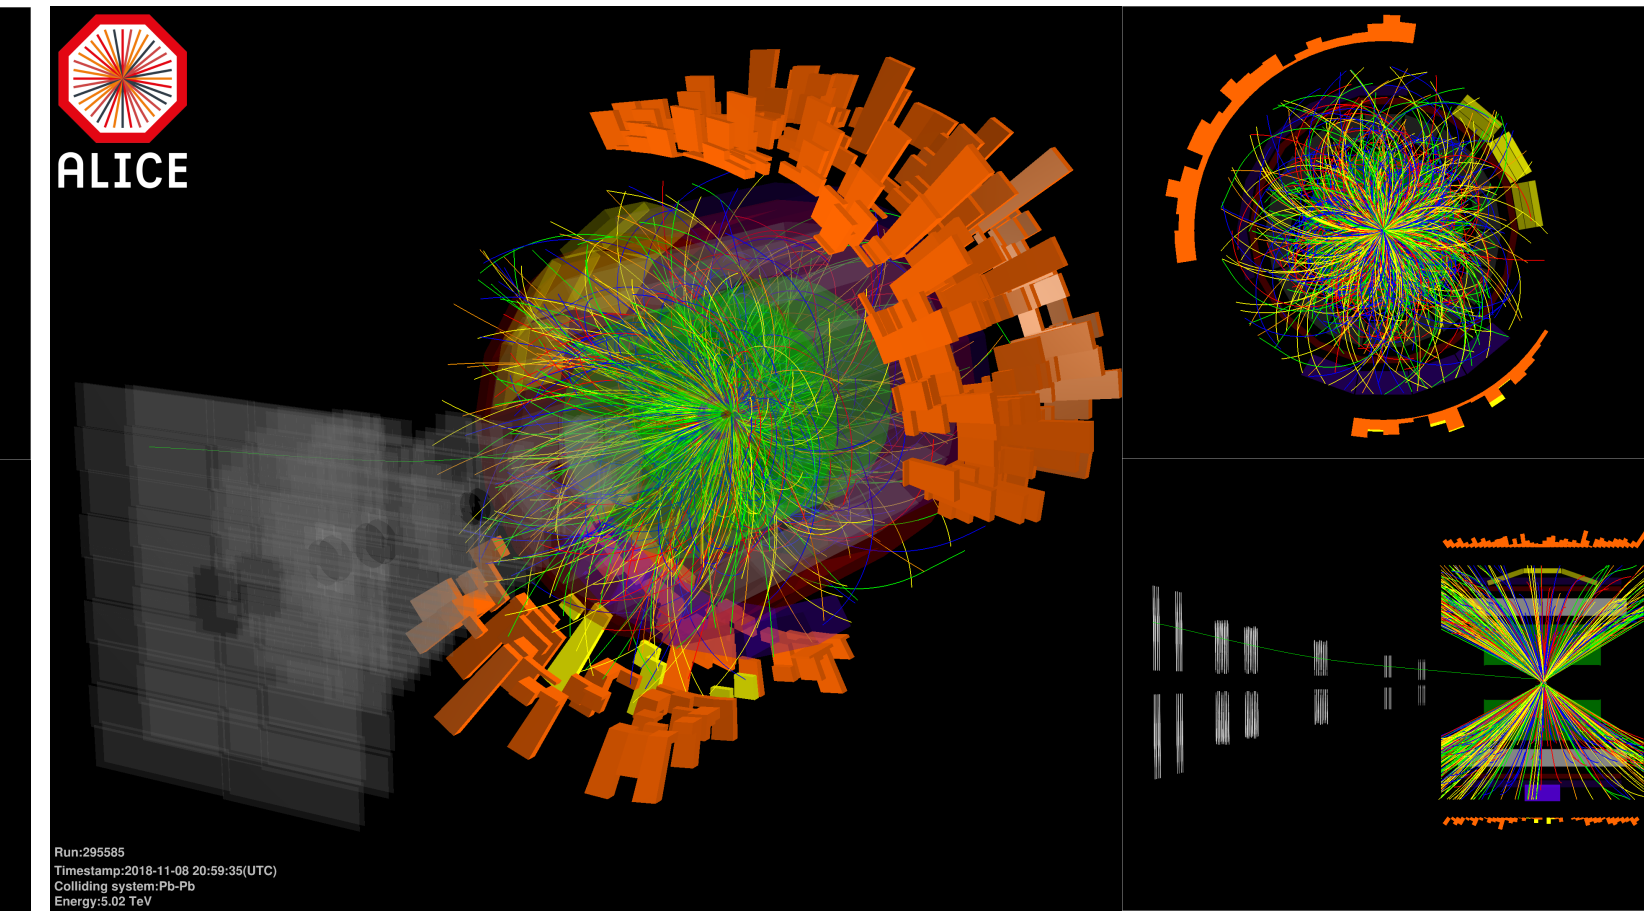 ALICE
Run:295585
Timestamp:2018-11-08 20:59:35(UTC)
Colliding system:Pb-Pb
Energy:5.02 TeV